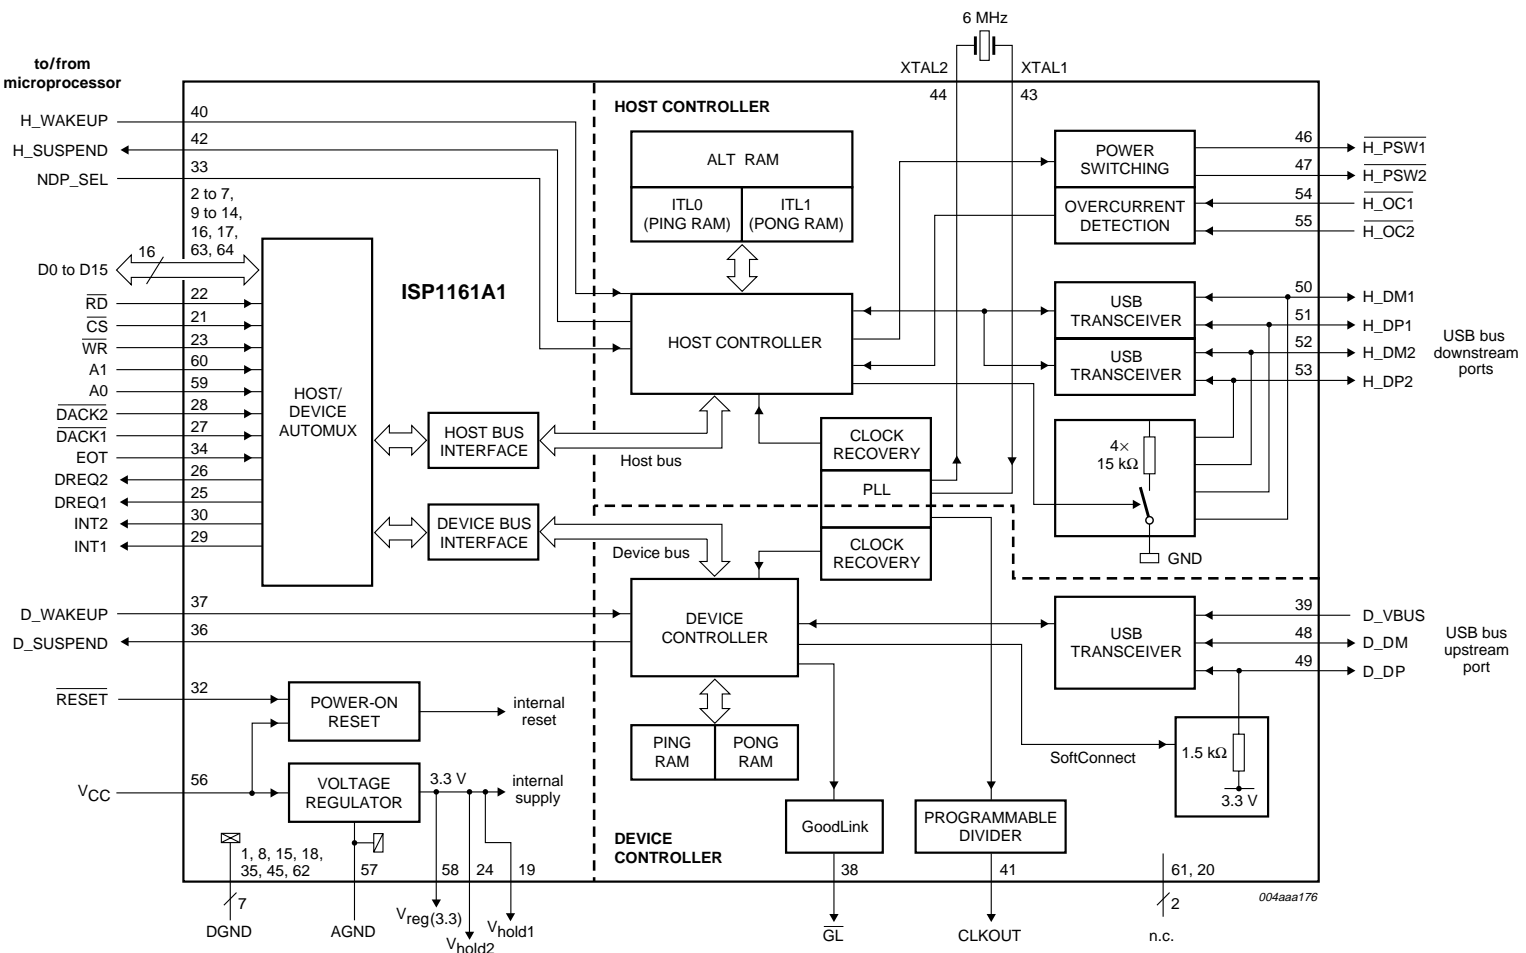 6 MHz
to/from
microprocessor
XTAL2
XTAL1
44
43
HOST CONTROLLER
H_WAKEUP
40
H_SUSPEND
42
NDP_SEL
33
2 to 7,
9 to 14,
16, 17,
63, 64
D0 to D15
16
RD
22
CS
21
WR
23
A1
60
A0
59
DACK2
28
DACK1
27
EOT
34
DREQ2
26
DREQ1
25
INT2
30
INT1
29
HOST/
DEVICE
AUTOMUX
ISP1161A1
HOST BUS
INTERFACE
Host bus
DEVICE BUS
INTERFACE
Device bus
ALT RAM
ITL0
(PING RAM)
ITL1
(PONG RAM)
HOST CONTROLLER
POWER
SWITCHING
OVERCURRENT
DETECTION
46
H_PSW1
47
H_PSW2
54
H_OC1
55
H_OC2
USB
TRANSCEIVER
USB
TRANSCEIVER
50
H_DM1
51
H_DP1
52
H_DM2
53
H_DP2
USB bus
downstream
ports
4×
15 kΩ
GND
CLOCK
RECOVERY
PLL
CLOCK
RECOVERY
D_WAKEUP
37
D_SUSPEND
36
DEVICE
CONTROLLER
USB
TRANSCEIVER
39
D_VBUS
48
D_DM
49
D_DP
USB bus
upstream
port
RESET
32
POWER-ON
RESET
internal
reset
PING
RAM
PONG
RAM
SoftConnect
1.5 kΩ
3.3 V
VCC
56
VOLTAGE
REGULATOR
3.3 V
internal
supply
GoodLink
PROGRAMMABLE
DIVIDER
DEVICE
CONTROLLER
1, 8, 15, 18,
35, 45, 62
57
58
24
19
38
41
61, 20
004aaa176
7
2
DGND
AGND
Vreg(3.3)
Vhold2
Vhold1
GL
CLKOUT
n.c.